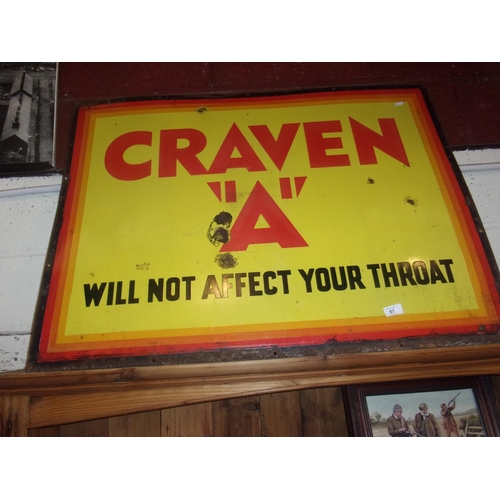 CRAVEN
"A"
WILL NOT AFFECT YOUR THROAT